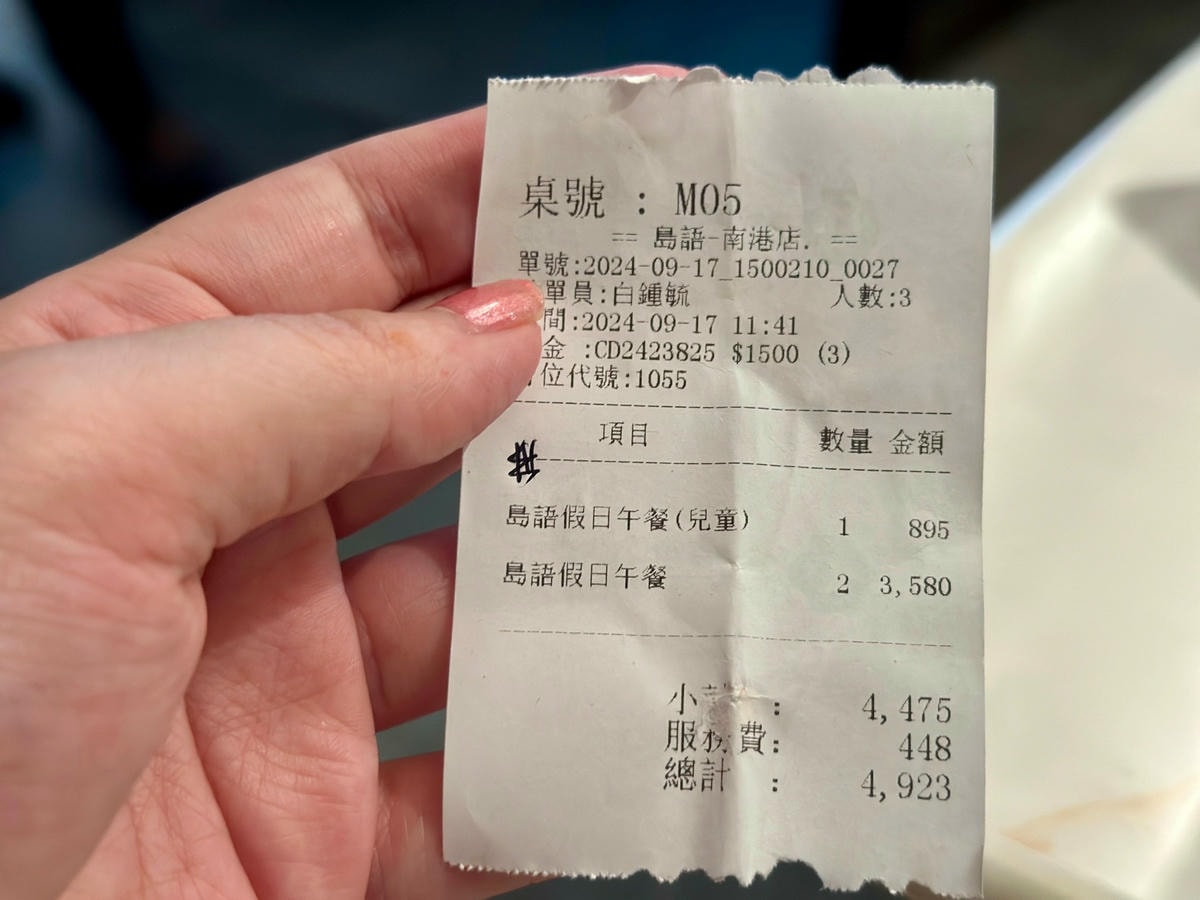 桌號 : M05
== 島語-南港店. ==
單號:2024-09-17_1500210_0027
單員:白鍾毓 人數:3
間:2024-09-17 11:41
金 :CD2423825 $1500 (3)
位代號:1055
項目 數量 金額
島語假日午餐(兒童) 1 895
島語假日午餐 2 3,580
小 : 4,475
服務費: 448
總計 : 4,923